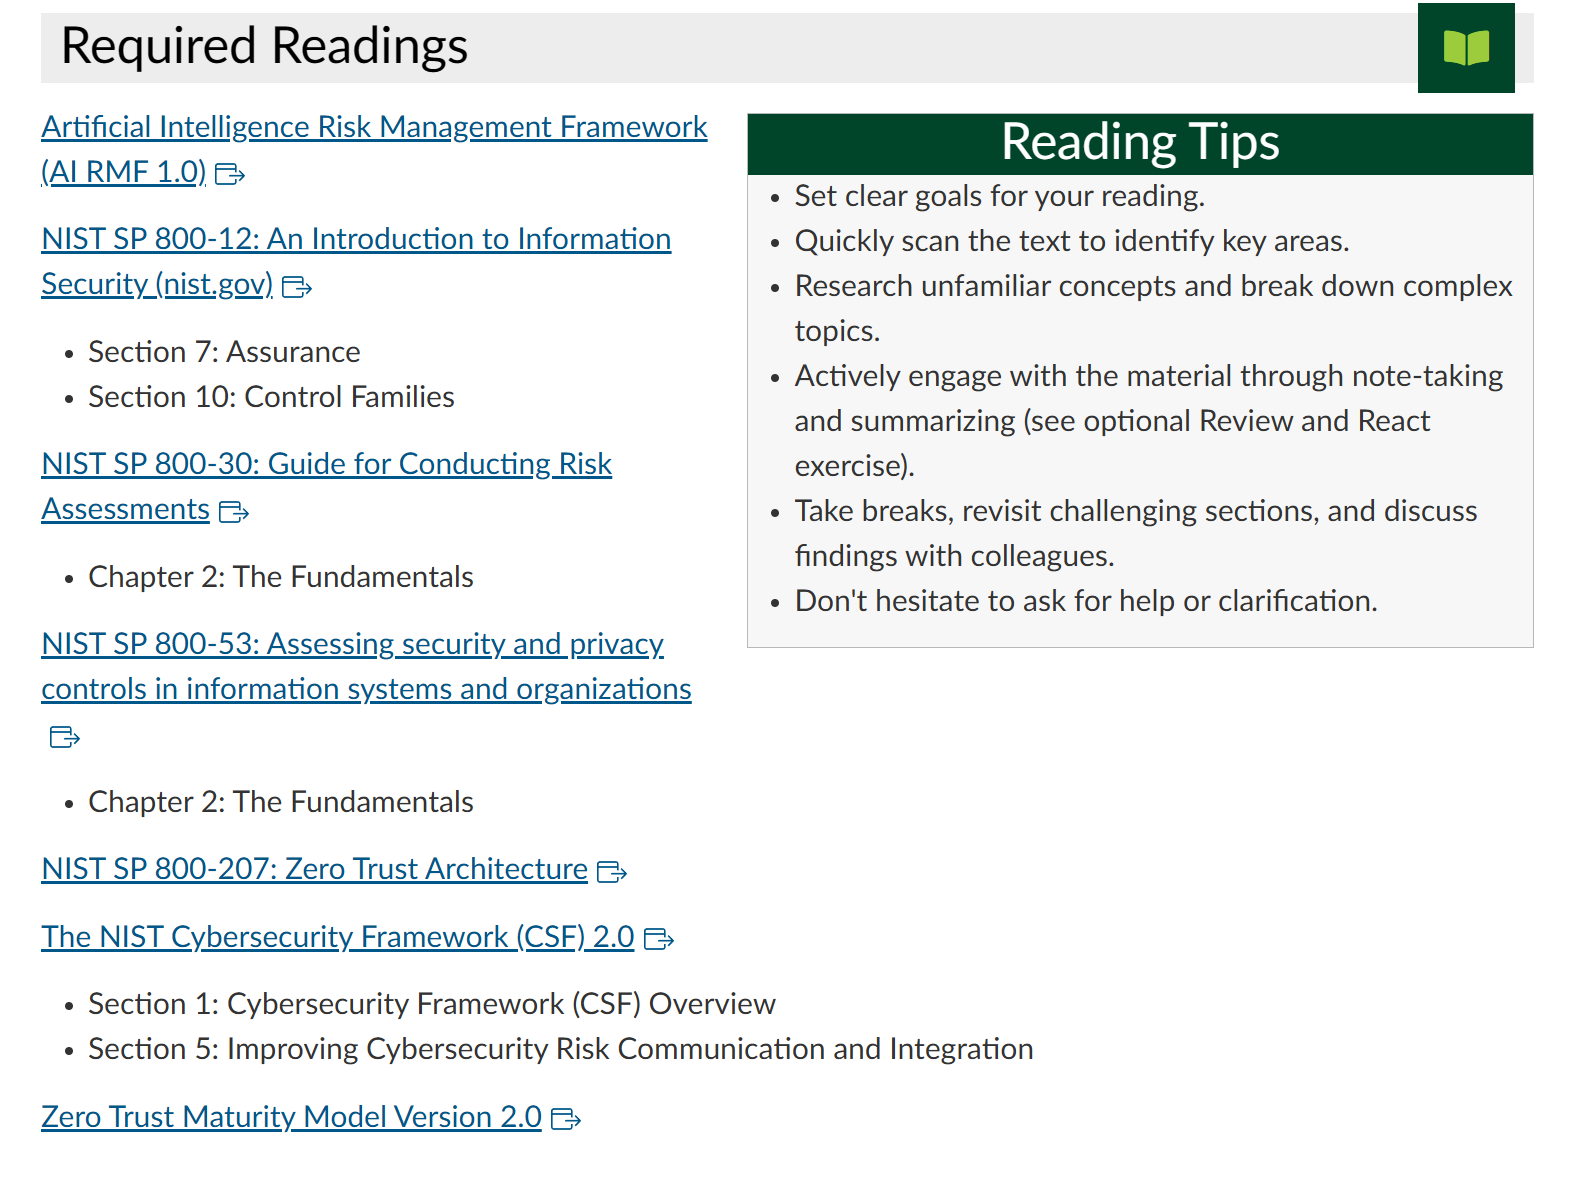 Required Readings
Artificial Intelligence Risk Management Framework
(AI RMF 1.0)
NIST SP 800-12: An Introduction to Information
Security (nist.gov)
• Section 7: Assurance
• Section 10: Control Families
NIST SP 800-30: Guide for Conducting Risk
Assessments
• Chapter 2: The Fundamentals
NIST SP 800-53: Assessing security and privacy
controls in information systems and organizations
• Chapter 2: The Fundamentals
NIST SP 800-207: Zero Trust Architecture
The NIST Cybersecurity Framework (CSF) 2.0
• Section 1: Cybersecurity Framework (CSF) Overview
• Section 5: Improving Cybersecurity Risk Communication and Integration
Zero Trust Maturity Model Version 2.0
Reading Tips
• Set clear goals for your reading.
• Quickly scan the text to identify key areas.
• Research unfamiliar concepts and break down complex
topics.
• Actively engage with the material through note-taking
and summarizing (see optional Review and React
exercise).
• Take breaks, revisit challenging sections, and discuss
findings with colleagues.
• Don't hesitate to ask for help or clarification.